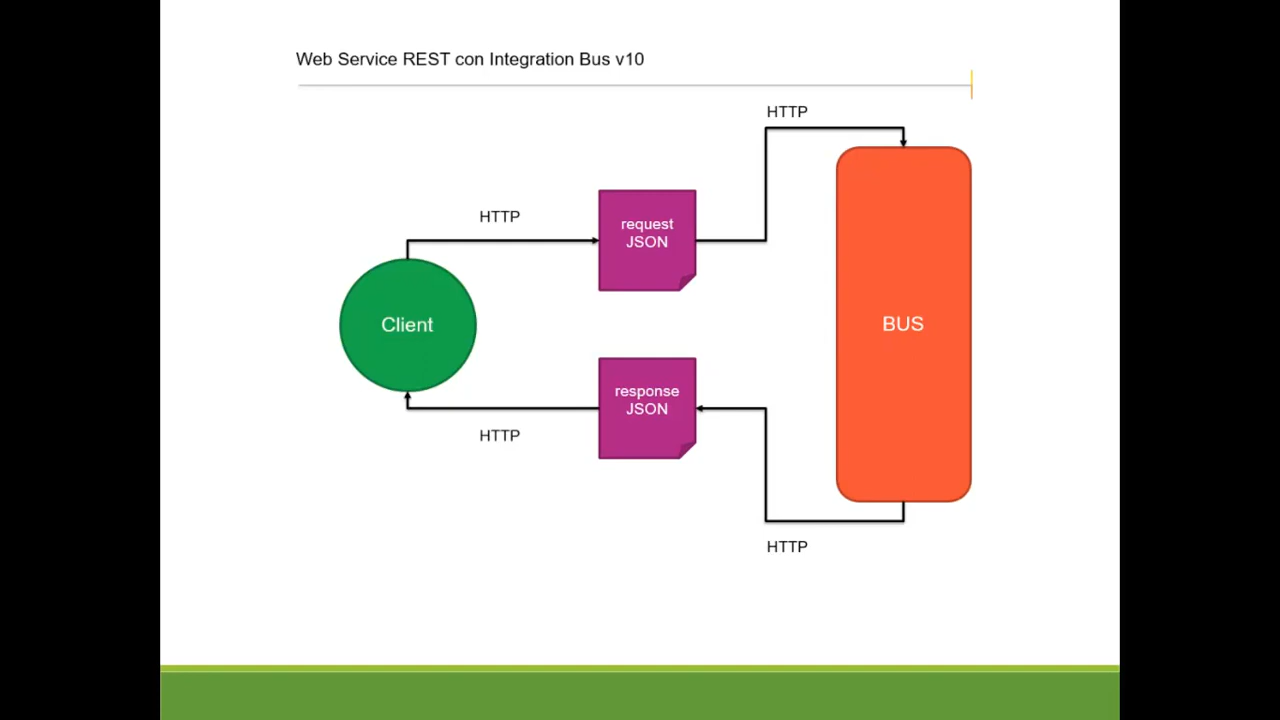 Web Service REST con Integration Bus v10
HTTP
HTTP
request
JSON
Client
BUS
response
JSON
HTTP
HTTP